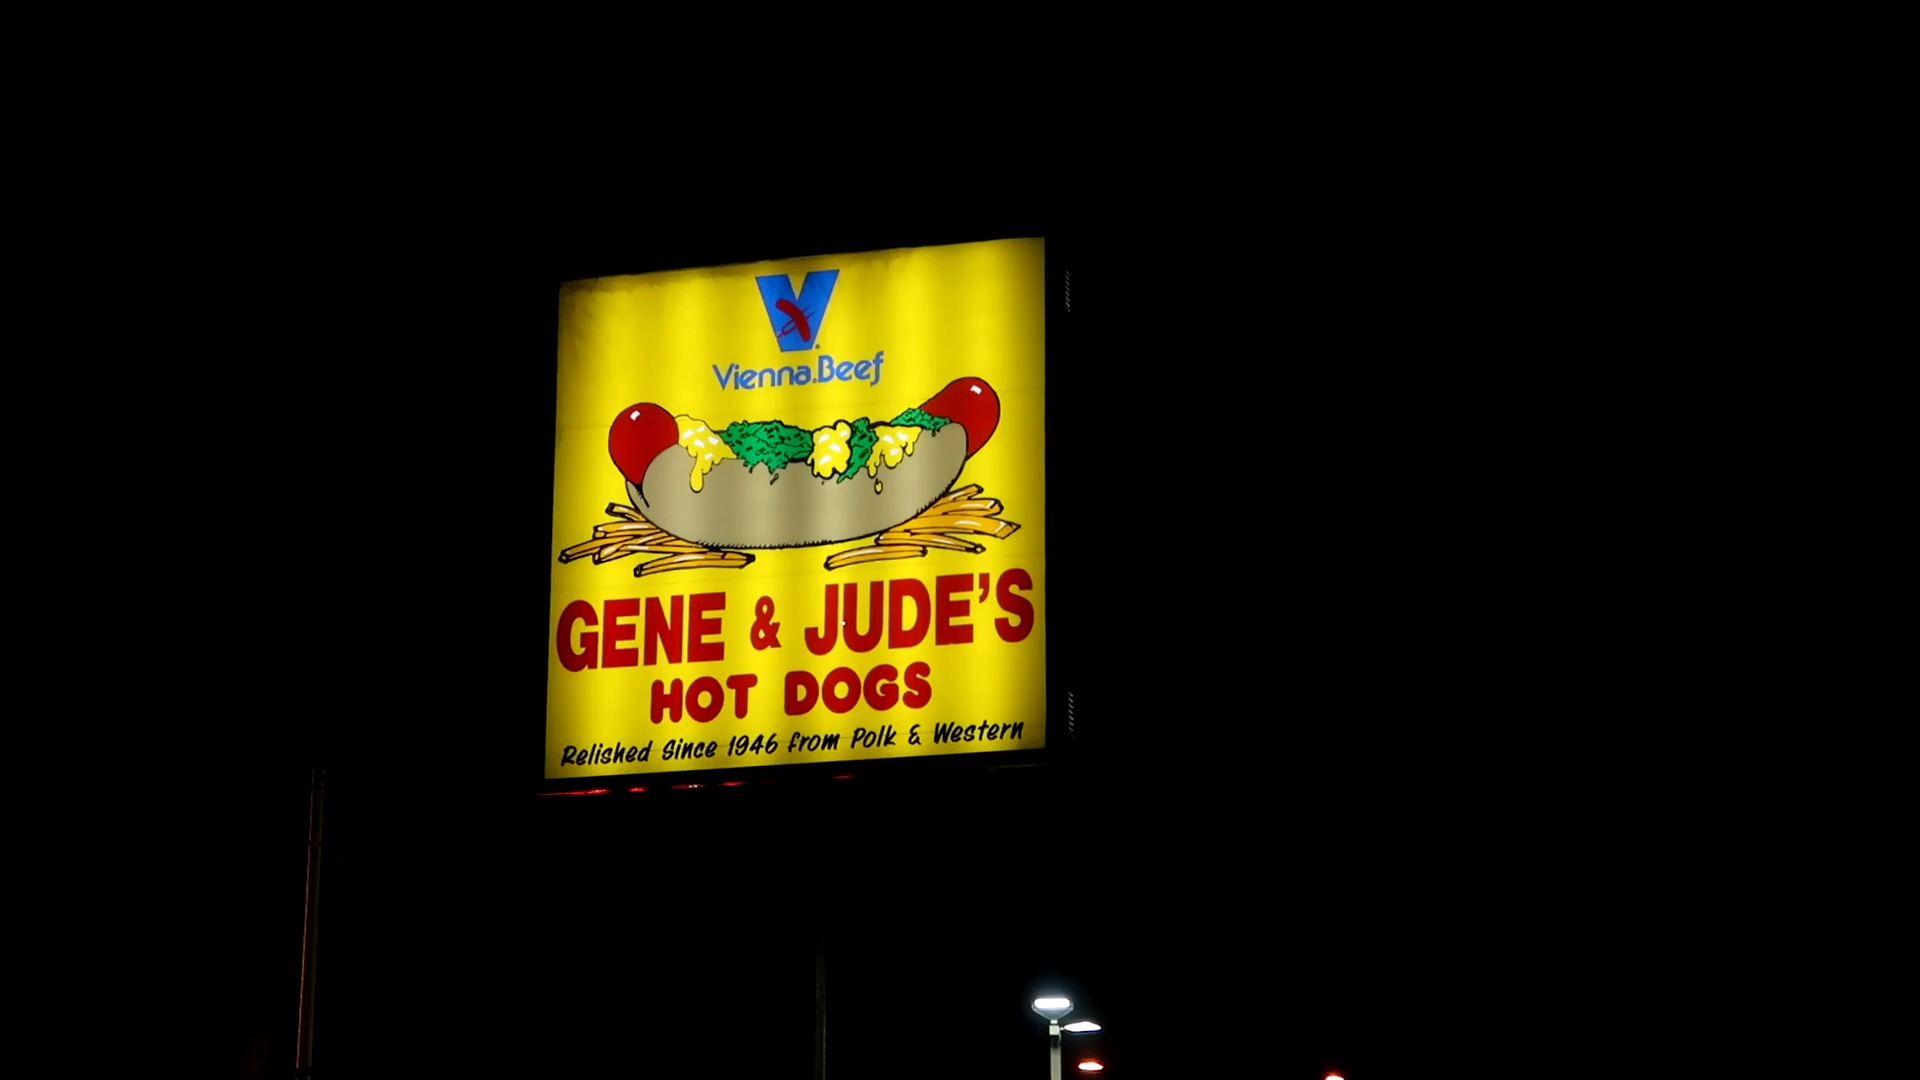 V
Vienna.Beef
GENE & JUDE'S
HOT DOGS
Relished Since 1946 from Polk & Western